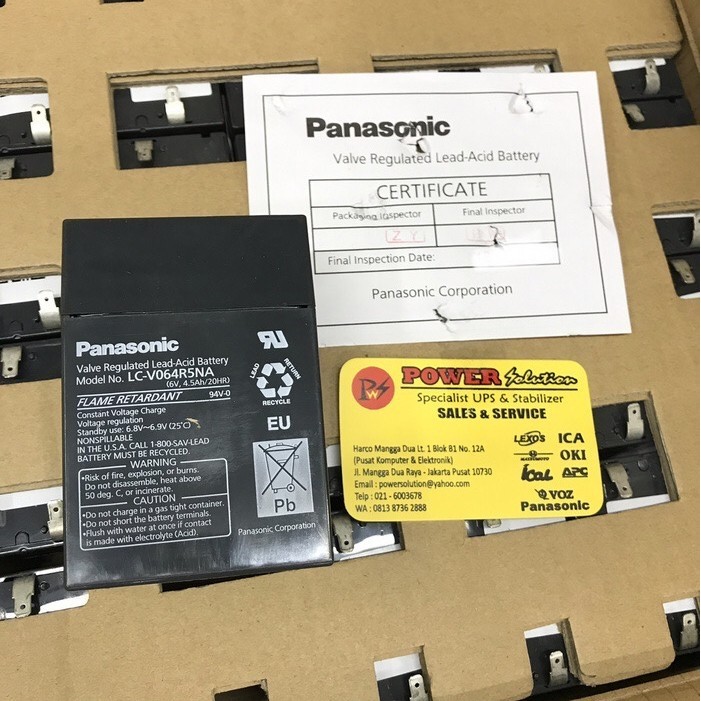 Panasonic
Valve Regulated Lead-Acid Battery
CERTIFICATE
Packaging Inspector
Final Inspector
ZY
Final Inspection Date:
Panasonic Corporation
Panasonic
Valve Regulated Lead-Acid Battery
Model No. LC-V064R5NA
(6V, 4.5Ah/20HR)
FLAME RETARDANT 94V-0
Constant Voltage Charge
Voltage regulation
Standby use: 6.8V~6.9V (25℃)
NONSPILLABLE
IN THE U.S.A. CALL 1-800-SAV-LEAD
BATTERY MUST BE RECYCLED.
WARNING
•Risk of fire, explosion, or burns.
Do not disassemble, heat above
50 deg. C, or incinerate.
CAUTION
•Do not charge in a gas tight container.
•Do not short the battery terminals.
•Flush with water at once if contact
is made with electrolyte (Acid).
LEAD
RETURN
RECYCLE
EU
Pb
Panasonic Corporation
PwS
POWER Solution
Specialist UPS & Stabilizer
SALES & SERVICE
Harco Mangga Dua Lt. 1 Blok B1 No. 12A
(Pusat Komputer & Elektronik)
Jl. Mangga Dua Raya - Jakarta Pusat 10730
Email : powersolution@yahoo.com
Telp : 021 - 6003678
WA : 0813 8736 2888
LEXOS ICA
MATSUMOTO OKI
ical APC
VOZ
Panasonic